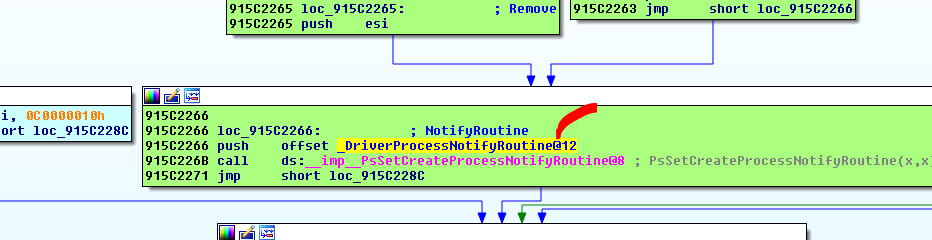 915C2265 loc_915C2265: ; Remove
915C2265 push esi
915C2263 jmp short loc_915C2266
i, 0C0000010h
ort loc_915C228C
915C2266
915C2266 loc_915C2266: ; NotifyRoutine
915C2266 push offset _DriverProcessNotifyRoutine@12
915C226B call ds:__imp__PsSetCreateProcessNotifyRoutine@8 ; PsSetCreateProcessNotifyRoutine(x,x)
915C2271 jmp short loc_915C228C